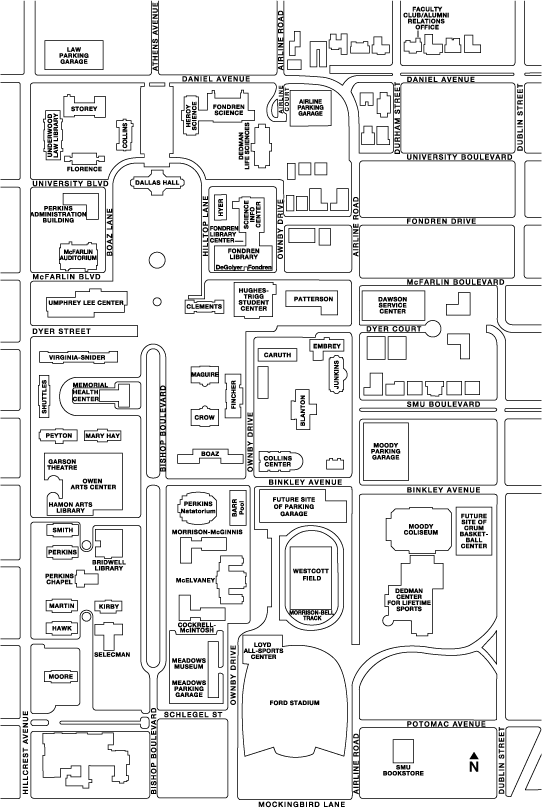 FACULTY
CLUB/ALUMNI
RELATIONS
OFFICE
LAW
PARKING
GARAGE
ATHENS AVENUE
AIRLINE ROAD
DANIEL AVENUE
DANIEL AVENUE
STOREY
UNDERWOOD
LAW LIBRARY
COLLINS
FLORENCE
HEROY
SCIENCE
FONDREN
SCIENCE
DEDMAN
LIFE SCIENCES
AIRLINE
COURT
AIRLINE
PARKING
GARAGE
DURHAM STREET
DUBLIN STREET
UNIVERSITY BOULEVARD
UNIVERSITY BLVD
DALLAS HALL
PERKINS
ADMINISTRATION
BUILDING
BOAZ LANE
HILLTOP LANE
HYER
SCIENCE
INFO
CENTER
FONDREN
LIBRARY
CENTER
FONDREN
LIBRARY
DeGolyer
Fondren
OWNBY DRIVE
AIRLINE ROAD
FONDREN DRIVE
McFARLIN
AUDITORIUM
McFARLIN BLVD
McFARLIN BOULEVARD
UMPHREY LEE CENTER
CLEMENTS
HUGHES-
TRIGG
STUDENT
CENTER
PATTERSON
DAWSON
SERVICE
CENTER
DYER STREET
DYER COURT
VIRGINIA-SNIDER
SHUTTLES
MEMORIAL
HEALTH
CENTER
BISHOP BOULEVARD
MAGUIRE
FINCHER
CROW
CARUTH
EMBREY
JUNKINS
BLANTON
SMU BOULEVARD
PEYTON
MARY HAY
BOAZ
OWNBY DRIVE
COLLINS
CENTER
MOODY
PARKING
GARAGE
GARSON
THEATRE
OWEN
ARTS CENTER
HAMON ARTS
LIBRARY
BINKLEY AVENUE
BINKLEY AVENUE
PERKINS
Natatorium
BARR
Pool
FUTURE SITE
OF PARKING
GARAGE
SMITH
PERKINS
BRIDWELL
LIBRARY
MORRISON-McGINNIS
MOODY
COLISEUM
FUTURE
SITE OF
CRUM
BASKET-
BALL
CENTER
PERKINS
CHAPEL
McELVANEY
WESTCOTT
FIELD
MORRISON-BELL
TRACK
DEDMAN
CENTER
FOR LIFETIME
SPORTS
MARTIN
KIRBY
HAWK
COCKRELL-
McINTOSH
SELECMAN
LOYD
ALL-SPORTS
CENTER
MEADOWS
MUSEUM
MEADOWS
PARKING
GARAGE
OWNBY DRIVE
MOORE
FORD STADIUM
SCHLEGEL ST
POTOMAC AVENUE
HILLCREST AVENUE
BISHOP BOULEVARD
AIRLINE ROAD
SMU
BOOKSTORE
N
DUBLIN STREET
MOCKINGBIRD LANE